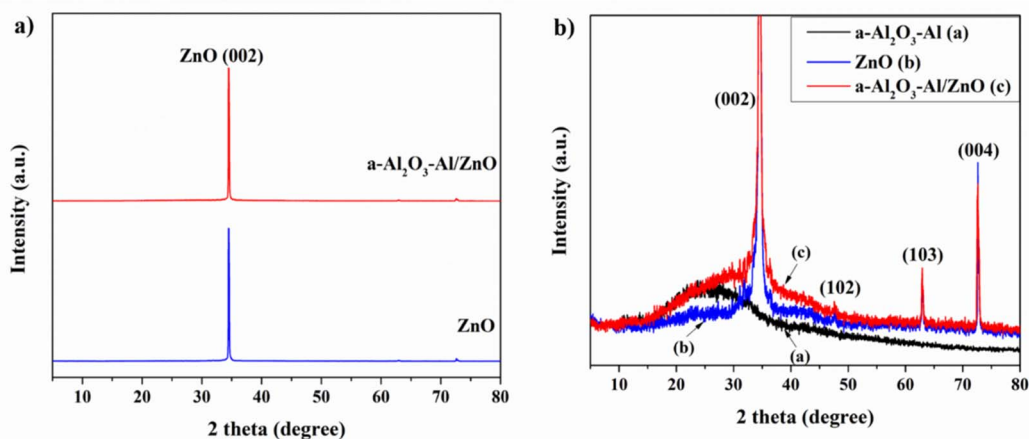 a)
ZnO (002)
a-Al₂O₃-Al/ZnO
ZnO
Intensity (a.u.)
10 20 30 40 50 60 70 80
2 theta (degree)
b)
a-Al₂O₃-Al (a)
ZnO (b)
a-Al₂O₃-Al/ZnO (c)
(002)
(004)
(103)
(c)
(102)
(b)
(a)
Intensity (a.u.)
10 20 30 40 50 60 70 80
2 theta (degree)